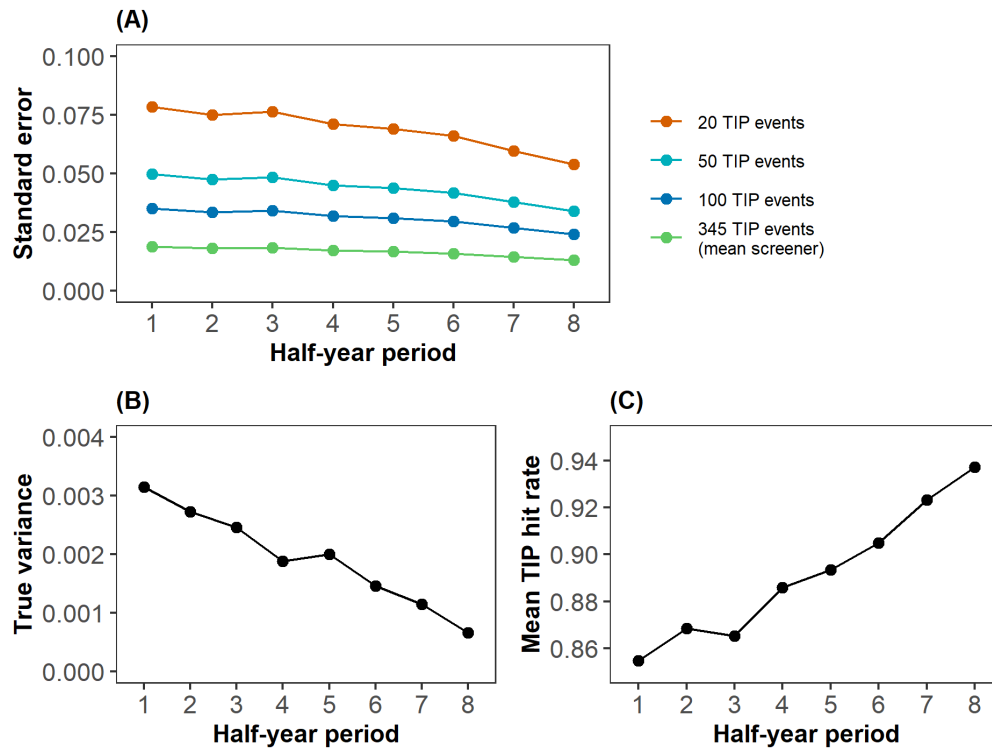 (A)
Standard error
0.100
0.075
0.050
0.025
0.000
1 2 3 4 5 6 7 8
Half-year period
20 TIP events
50 TIP events
100 TIP events
345 TIP events
(mean screener)
(B)
True variance
0.004
0.003
0.002
0.001
0.000
1 2 3 4 5 6 7 8
Half-year period
(C)
Mean TIP hit rate
0.94
0.92
0.90
0.88
0.86
1 2 3 4 5 6 7 8
Half-year period